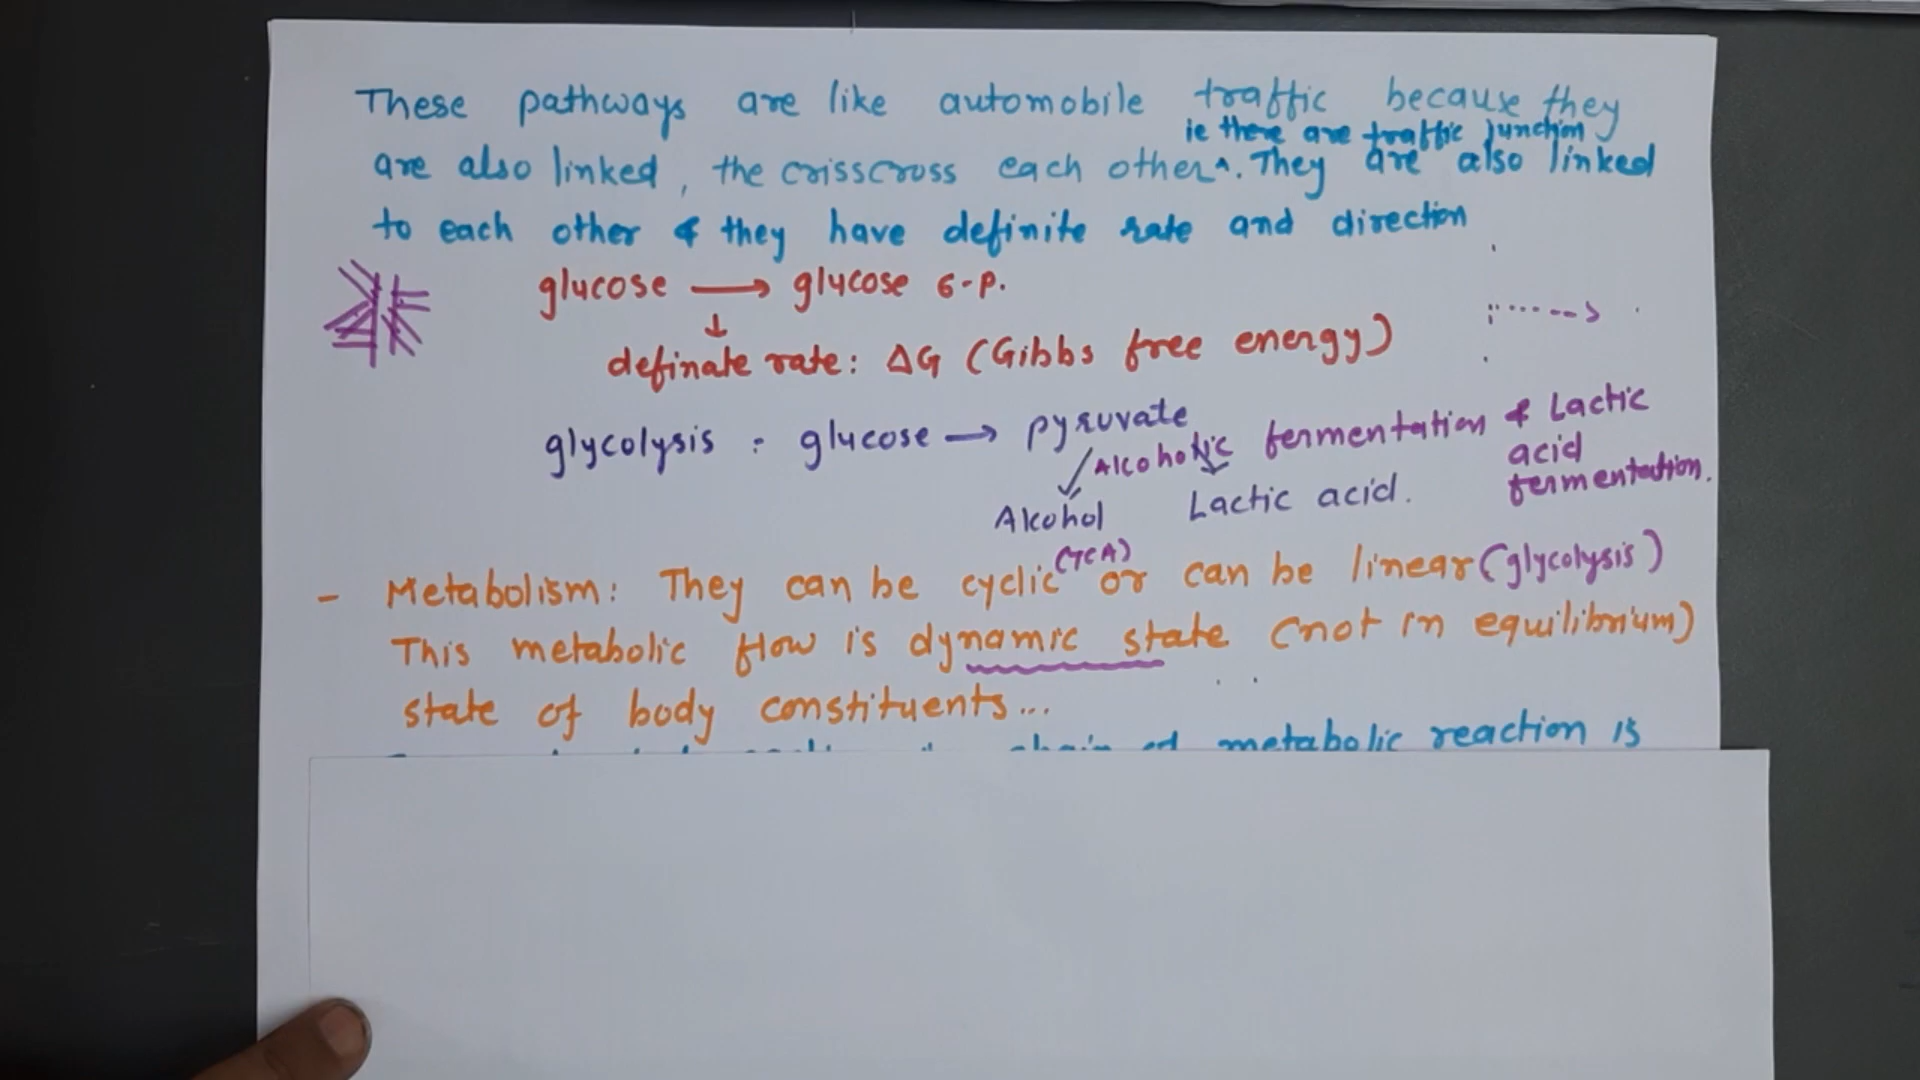 These pathways are like automobile traffic because they
ie there are traffic junction
are also linked, the crisscross each other ^. They are also linked
to each other & they have definite rate and direction
glucose → glucose 6-p.
↓
definate rate: ΔG (Gibbs free energy)
glycolysis : glucose → pyruvate
Alcoholic fermentation & Lactic
acid
fermentation.
Alcohol Lactic acid.
(TCA)
- Metabolism: They can be cyclic or can be linear (glycolysis)
This metabolic flow is dynamic state (not in equilibrium)
state of body constituents...
metabolic reaction is